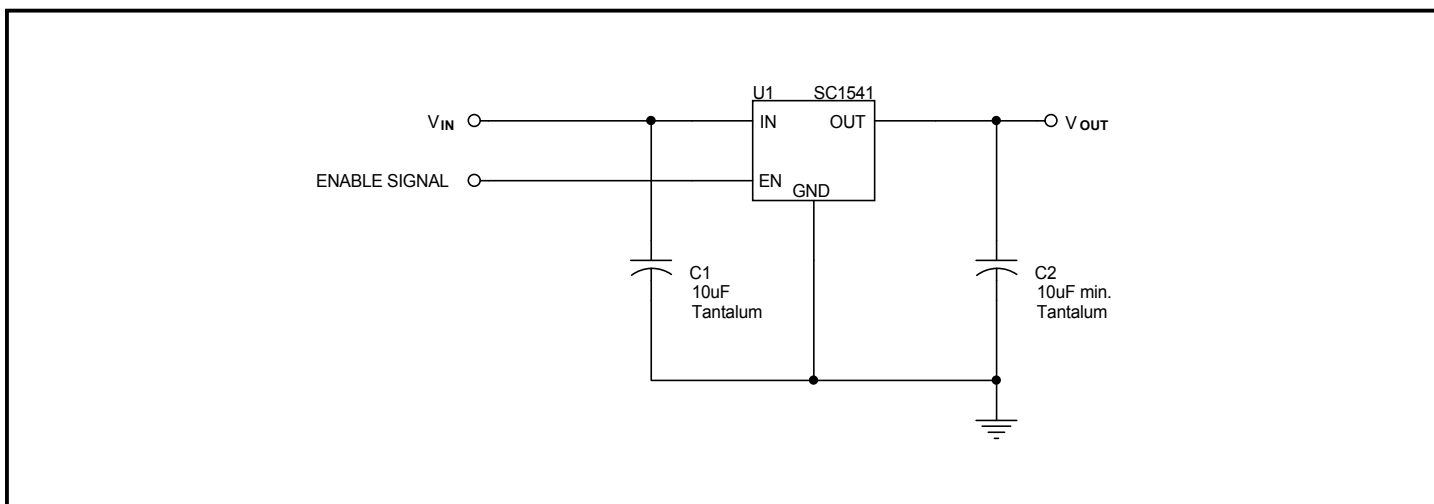 U1 SC1541
VIN IN OUT VOUT
ENABLE SIGNAL EN
GND
C1
10uF
Tantalum
C2
10uF min.
Tantalum